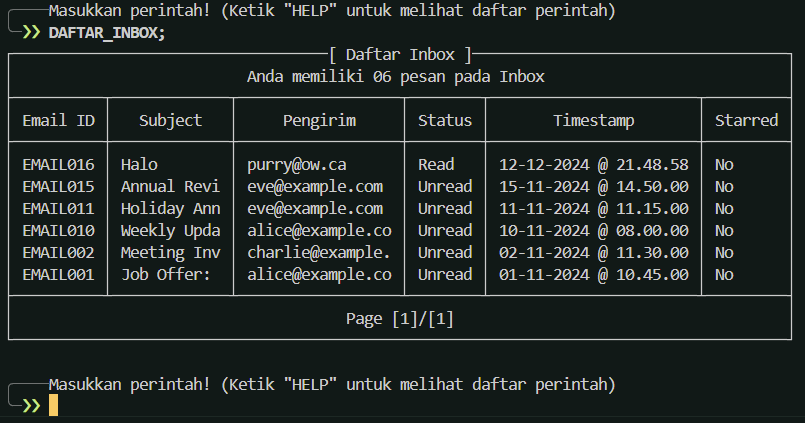 Masukkan perintah! (Ketik "HELP" untuk melihat daftar perintah)
❯❯ DAFTAR_INBOX;
[ Daftar Inbox ]
Anda memiliki 06 pesan pada Inbox
Email ID Subject Pengirim Status Timestamp Starred
EMAIL016 Halo purry@ow.ca Read 12-12-2024 @ 21.48.58 No
EMAIL015 Annual Revi eve@example.com Unread 15-11-2024 @ 14.50.00 No
EMAIL011 Holiday Ann eve@example.com Unread 11-11-2024 @ 11.15.00 No
EMAIL010 Weekly Upda alice@example.co Unread 10-11-2024 @ 08.00.00 No
EMAIL002 Meeting Inv charlie@example. Unread 02-11-2024 @ 11.30.00 No
EMAIL001 Job Offer: alice@example.co Unread 01-11-2024 @ 10.45.00 No
Page [1]/[1]
Masukkan perintah! (Ketik "HELP" untuk melihat daftar perintah)
❯❯